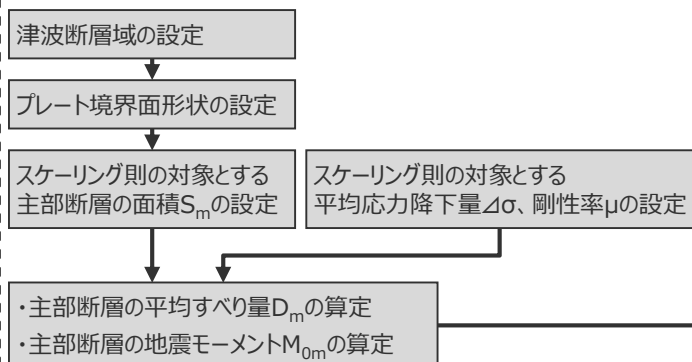 津波断層域の設定
プレート境界面形状の設定
スケーリング則の対象とする
主部断層の面積Smの設定
スケーリング則の対象とする
平均応力降下量⊿σ、剛性率μの設定
・主部断層の平均すべり量Dmの算定
・主部断層の地震モーメントM0mの算定